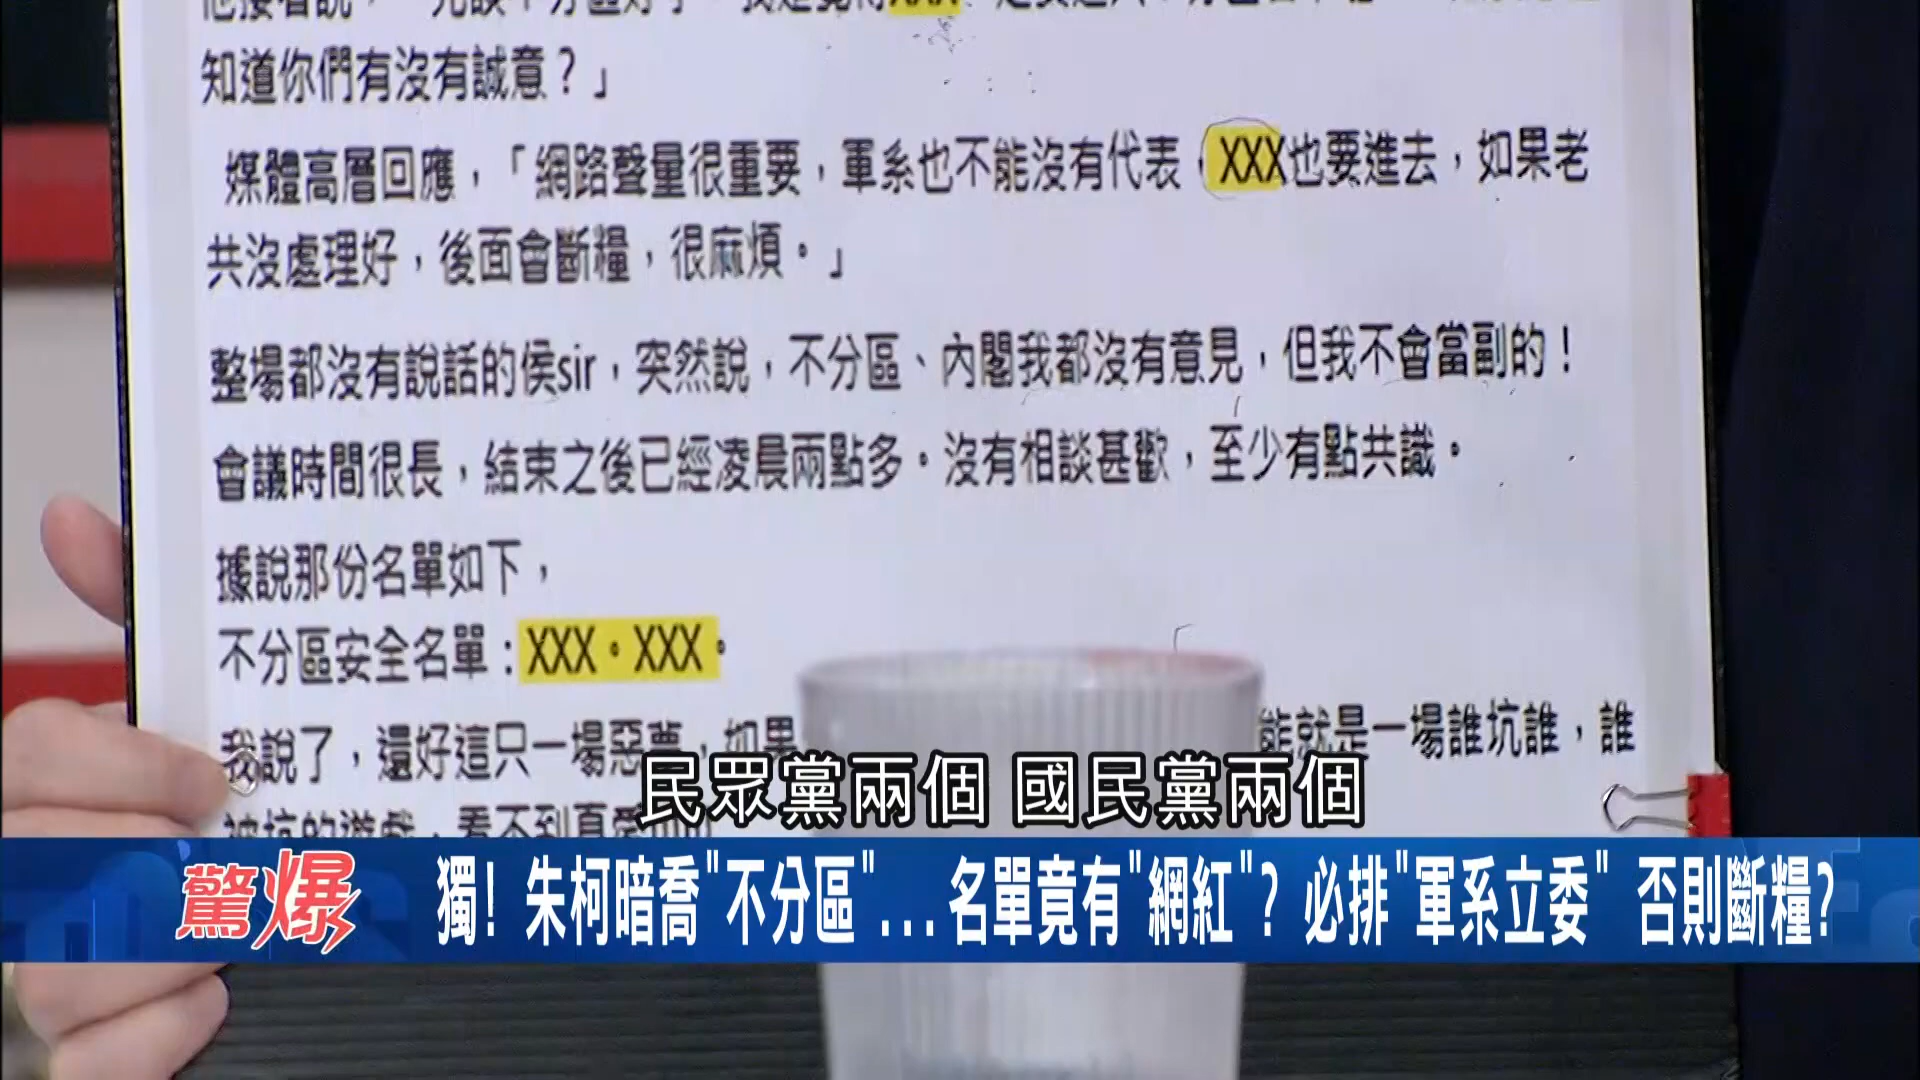 知道你們有沒有誠意？」
媒體高層回應，「網路聲量很重要，軍系也不能沒有代表，XXX也要進去，如果老
共沒處理好，後面會斷糧，很麻煩。」
整場都沒有說話的侯sir，突然說，不分區、內閣我都沒有意見，但我不會當副的！
會議時間很長，結束之後已經凌晨兩點多。沒有相談甚歡，至少有點共識。
據說那份名單如下，
不分區安全名單：XXX。XXX。
我說了，還好這只一場惡夢，如果 能就是一場誰坑誰，誰
民眾黨兩個 國民黨兩個
驚爆
獨！朱柯暗喬"不分區"...名單竟有"網紅"？必排"軍系立委" 否則斷糧？